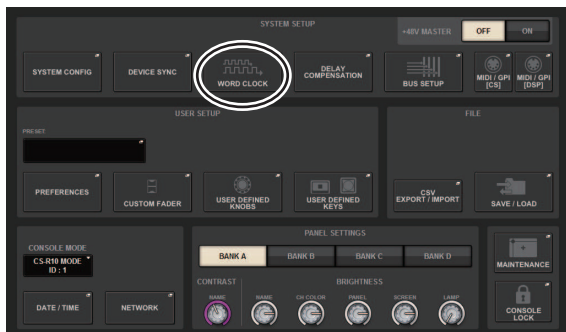 SYSTEM SETUP
+48V MASTER
OFF
ON
SYSTEM CONFIG
DEVICE SYNC
WORD CLOCK
DELAY
COMPENSATION
BUS SETUP
MIDI / GPI
[CS]
MIDI / GPI
[DSP]
USER SETUP
PRESET
PREFERENCES
CUSTOM FADER
USER DEFINED
KNOBS
USER DEFINED
KEYS
FILE
CSV
EXPORT / IMPORT
SAVE / LOAD
CONSOLE MODE
CS-R10 MODE
ID : 1
DATE / TIME
NETWORK
PANEL SETTINGS
BANK A
BANK B
BANK C
BANK D
CONTRAST
BRIGHTNESS
NAME
NAME
CH COLOR
PANEL
SCREEN
LAMP
MAINTENANCE
CONSOLE
LOCK